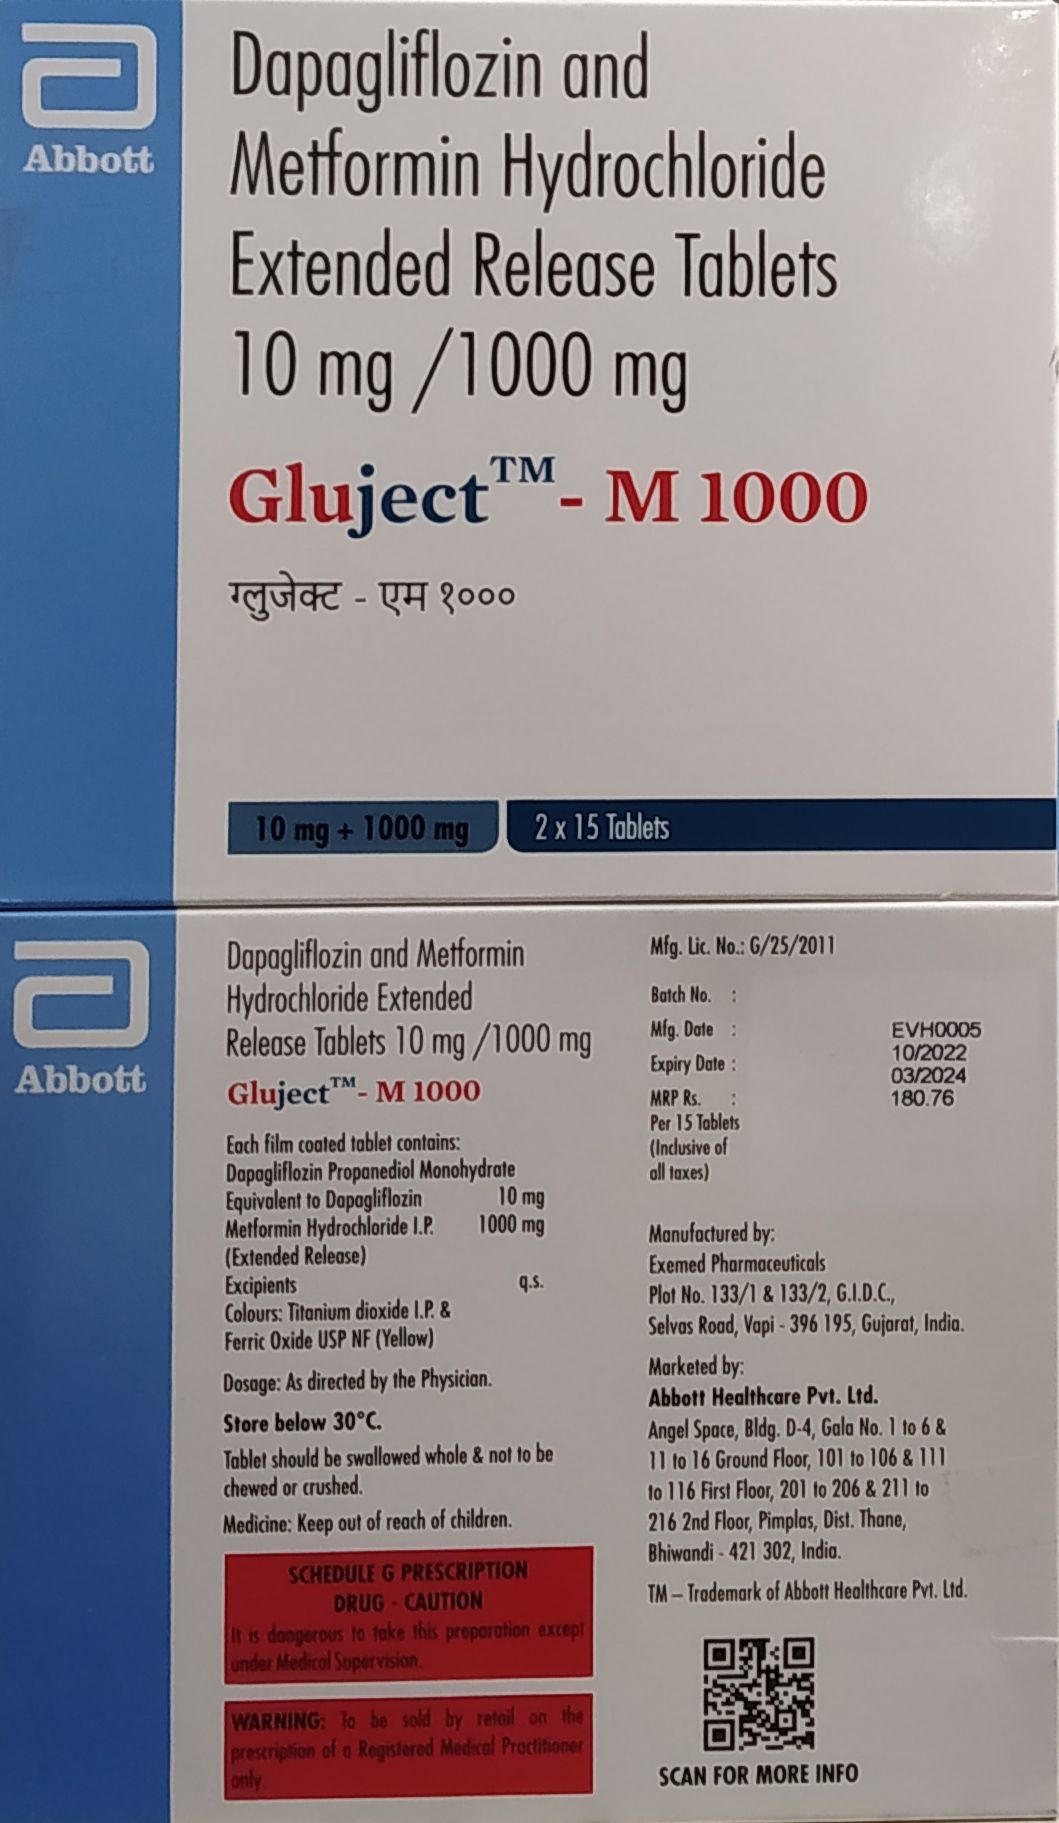 Abbott
Dapagliflozin and
Metformin Hydrochloride
Extended Release Tablets
10 mg /1000 mg
Gluject™- M 1000
ग्लुजेक्ट - एम १०००
10 mg + 1000 mg
2 x 15 Tablets
Abbott
Dapagliflozin and Metformin
Hydrochloride Extended
Release Tablets 10 mg /1000 mg
Gluject™- M 1000
Each film coated tablet contains:
Dapagliflozin Propanediol Monohydrate
Equivalent to Dapagliflozin 10 mg
Metformin Hydrochloride I.P. 1000 mg
(Extended Release)
Excipients q.s.
Colours: Titanium dioxide I.P. &
Ferric Oxide USP NF (Yellow)
Dosage: As directed by the Physician.
Store below 30°C.
Tablet should be swallowed whole & not to be
chewed or crushed.
Medicine: Keep out of reach of children.
SCHEDULE G PRESCRIPTION
DRUG - CAUTION
It is dangerous to take this preparation except
under Medical Supervision.
WARNING: To be sold by retail on the
prescription of a Registered Medical Practitioner
only.
Mfg. Lic. No.: G/25/2011
Batch No. :
Mfg. Date :
Expiry Date :
MRP Rs. :
Per 15 Tablets
(Inclusive of
all taxes)
EVH0005
10/2022
03/2024
180.76
Manufactured by:
Exemed Pharmaceuticals
Plot No. 133/1 & 133/2, G.I.D.C.,
Selvas Road, Vapi - 396 195, Gujarat, India.
Marketed by:
Abbott Healthcare Pvt. Ltd.
Angel Space, Bldg. D-4, Gala No. 1 to 6 &
11 to 16 Ground Floor, 101 to 106 & 111
to 116 First Floor, 201 to 206 & 211 to
216 2nd Floor, Pimplas, Dist. Thane,
Bhiwandi - 421 302, India.
TM – Trademark of Abbott Healthcare Pvt. Ltd.
SCAN FOR MORE INFO